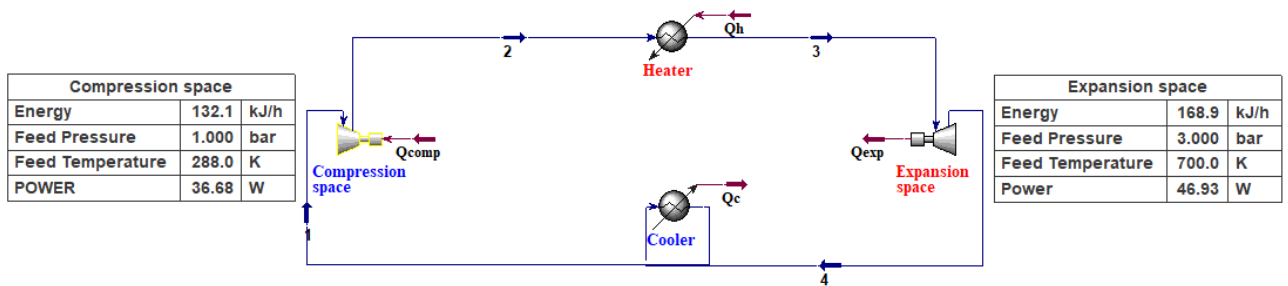 Qh
2
3
Heater
Compression space
Energy 132.1 kJ/h
Feed Pressure 1.000 bar
Feed Temperature 288.0 K
POWER 36.68 W
Qcomp
Compression
space
Qexp
Expansion
space
Expansion space
Energy 168.9 kJ/h
Feed Pressure 3.000 bar
Feed Temperature 700.0 K
Power 46.93 W
Qc
Cooler
1
4